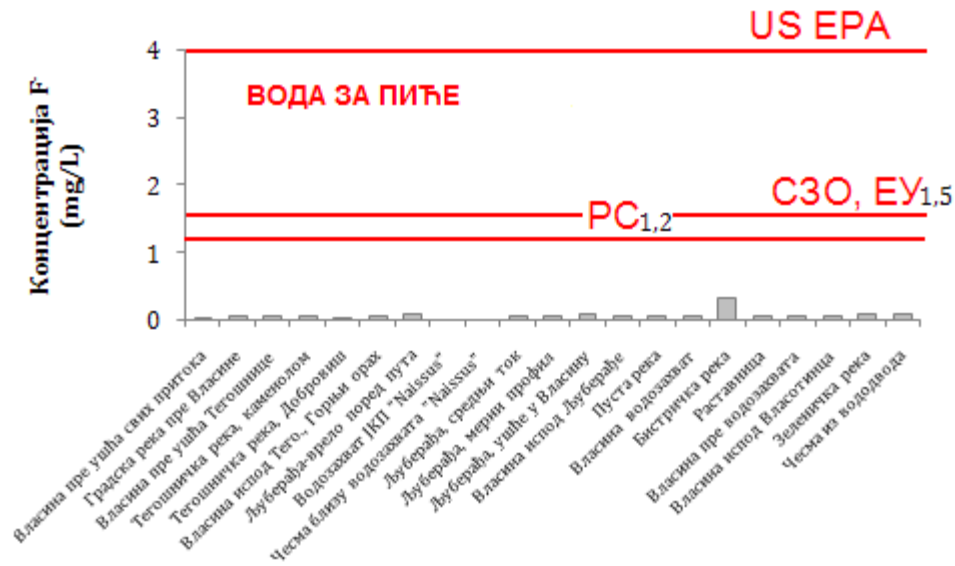 US EPA
4
ВОДА ЗА ПИЋЕ
3
2
СЗО, ЕУ1,5
РС1,2
1
0
Концентрација F-
(mg/L)
Власина пре ушћа свих притока
Градска река пре Власине
Власина пре ушћа Тегошнице
Тегошничка река, каменолом
Тегошничка река, Добровиш
Власина испод Тего., Горњи орах
Љуберађа-врело поред пута
Водозахват ЈКП "Naissus"
Чесма близу водозахвата "Naissus"
Љуберађа, средњи ток
Љуберађа, мерни профил
Љуберађа, ушће у Власину
Власина испод Љуберађе
Пуста река
Власина водозахват
Бистричка река
Раставница
Власина пре водозахвата
Власина испод Власотинца
Зеленичка река
Чесма из вододвода